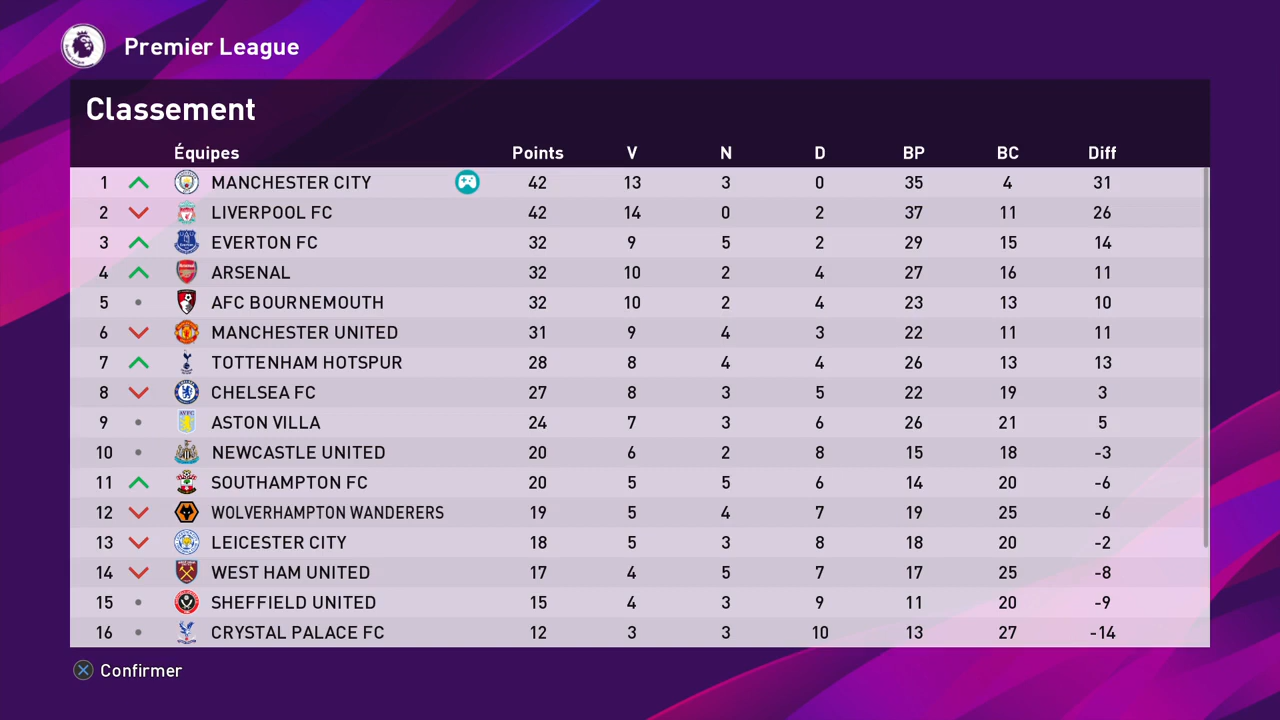 Premier League
Classement
Équipes Points V N D BP BC Diff
1 MANCHESTER CITY 42 13 3 0 35 4 31
2 LIVERPOOL FC 42 14 0 2 37 11 26
3 EVERTON FC 32 9 5 2 29 15 14
4 ARSENAL 32 10 2 4 27 16 11
5 AFC BOURNEMOUTH 32 10 2 4 23 13 10
6 MANCHESTER UNITED 31 9 4 3 22 11 11
7 TOTTENHAM HOTSPUR 28 8 4 4 26 13 13
8 CHELSEA FC 27 8 3 5 22 19 3
9 ASTON VILLA 24 7 3 6 26 21 5
10 NEWCASTLE UNITED 20 6 2 8 15 18 -3
11 SOUTHAMPTON FC 20 5 5 6 14 20 -6
12 WOLVERHAMPTON WANDERERS 19 5 4 7 19 25 -6
13 LEICESTER CITY 18 5 3 8 18 20 -2
14 WEST HAM UNITED 17 4 5 7 17 25 -8
15 SHEFFIELD UNITED 15 4 3 9 11 20 -9
16 CRYSTAL PALACE FC 12 3 3 10 13 27 -14
Confirmer